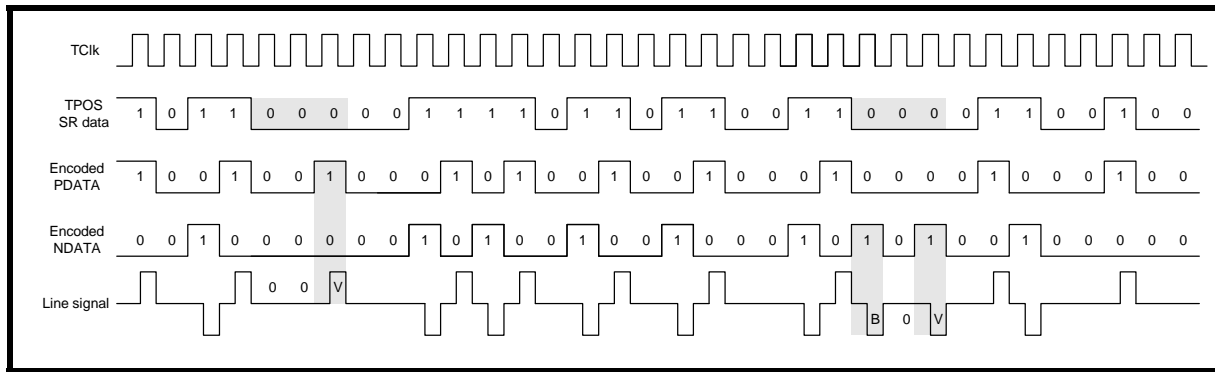 TClk
TPOS
SR data
1 0 1 1 0 0 0 0 0 1 1 1 1 0 1 1 0 1 1 0 0 1 1 0 0 0 0 1 1 0 0 1 0 0
Encoded
PDATA
1 0 0 1 0 0 1 0 0 0 1 0 1 0 0 1 0 0 1 0 0 0 1 0 0 0 0 1 0 0 0 1 0 0
Encoded
NDATA
0 0 1 0 0 0 0 0 0 1 0 1 0 0 1 0 0 1 0 0 0 1 0 1 0 1 0 0 1 0 0 0 0 0
Line signal
0 0 V
B 0 V